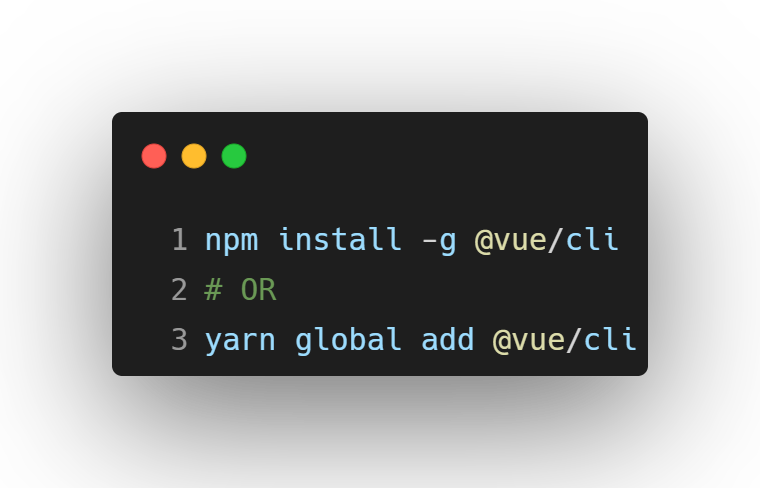 1 npm install -g @vue/cli
2 # OR
3 yarn global add @vue/cli